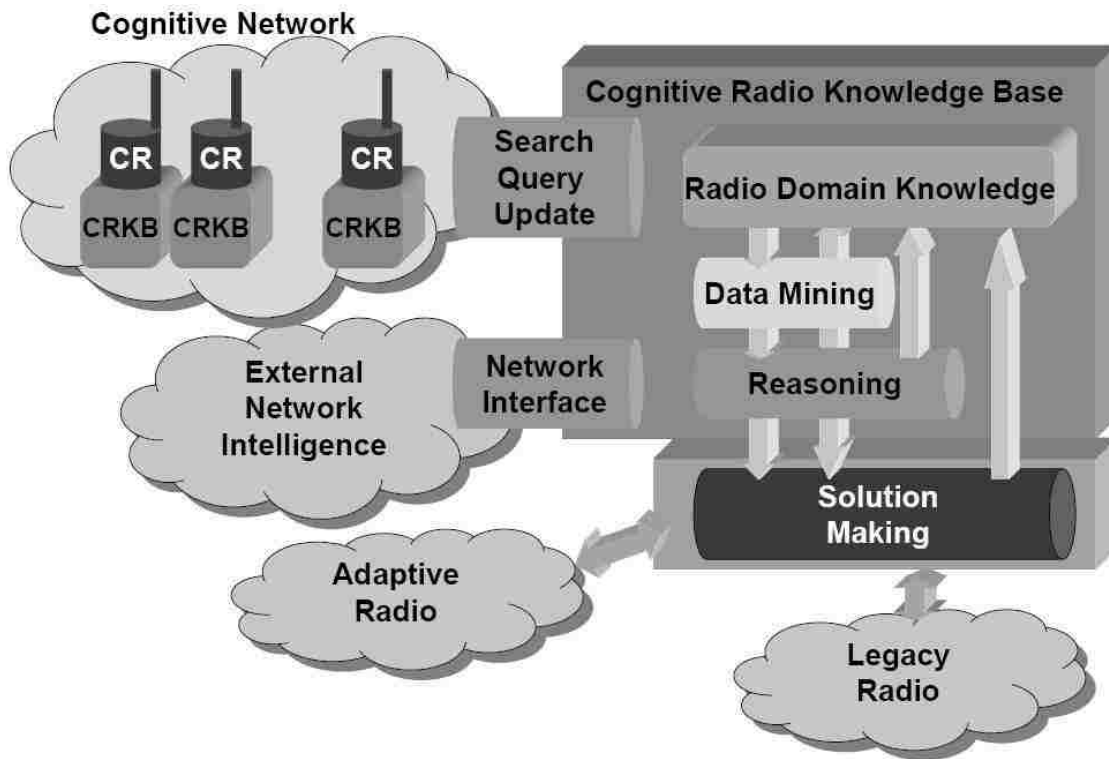 Cognitive Network
CR
CR
CR
CRKB
CRKB
CRKB
Search
Query
Update
Cognitive Radio Knowledge Base
Radio Domain Knowledge
Data Mining
Reasoning
External
Network
Intelligence
Network
Interface
Solution
Making
Adaptive
Radio
Legacy
Radio